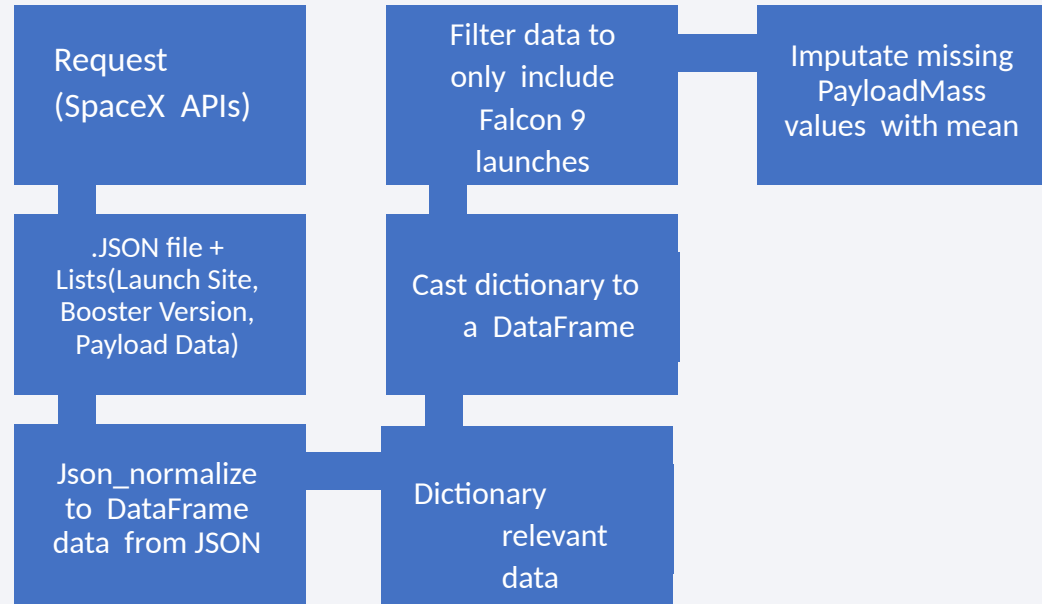 Request
(SpaceX APIs)
.JSON file +
Lists(Launch Site,
Booster Version,
Payload Data)
Json_normalize
to DataFrame
data from JSON
Dictionary
relevant
data
Cast dictionary to
a DataFrame
Filter data to
only include
Falcon 9
launches
Imputate missing
PayloadMass
values with mean